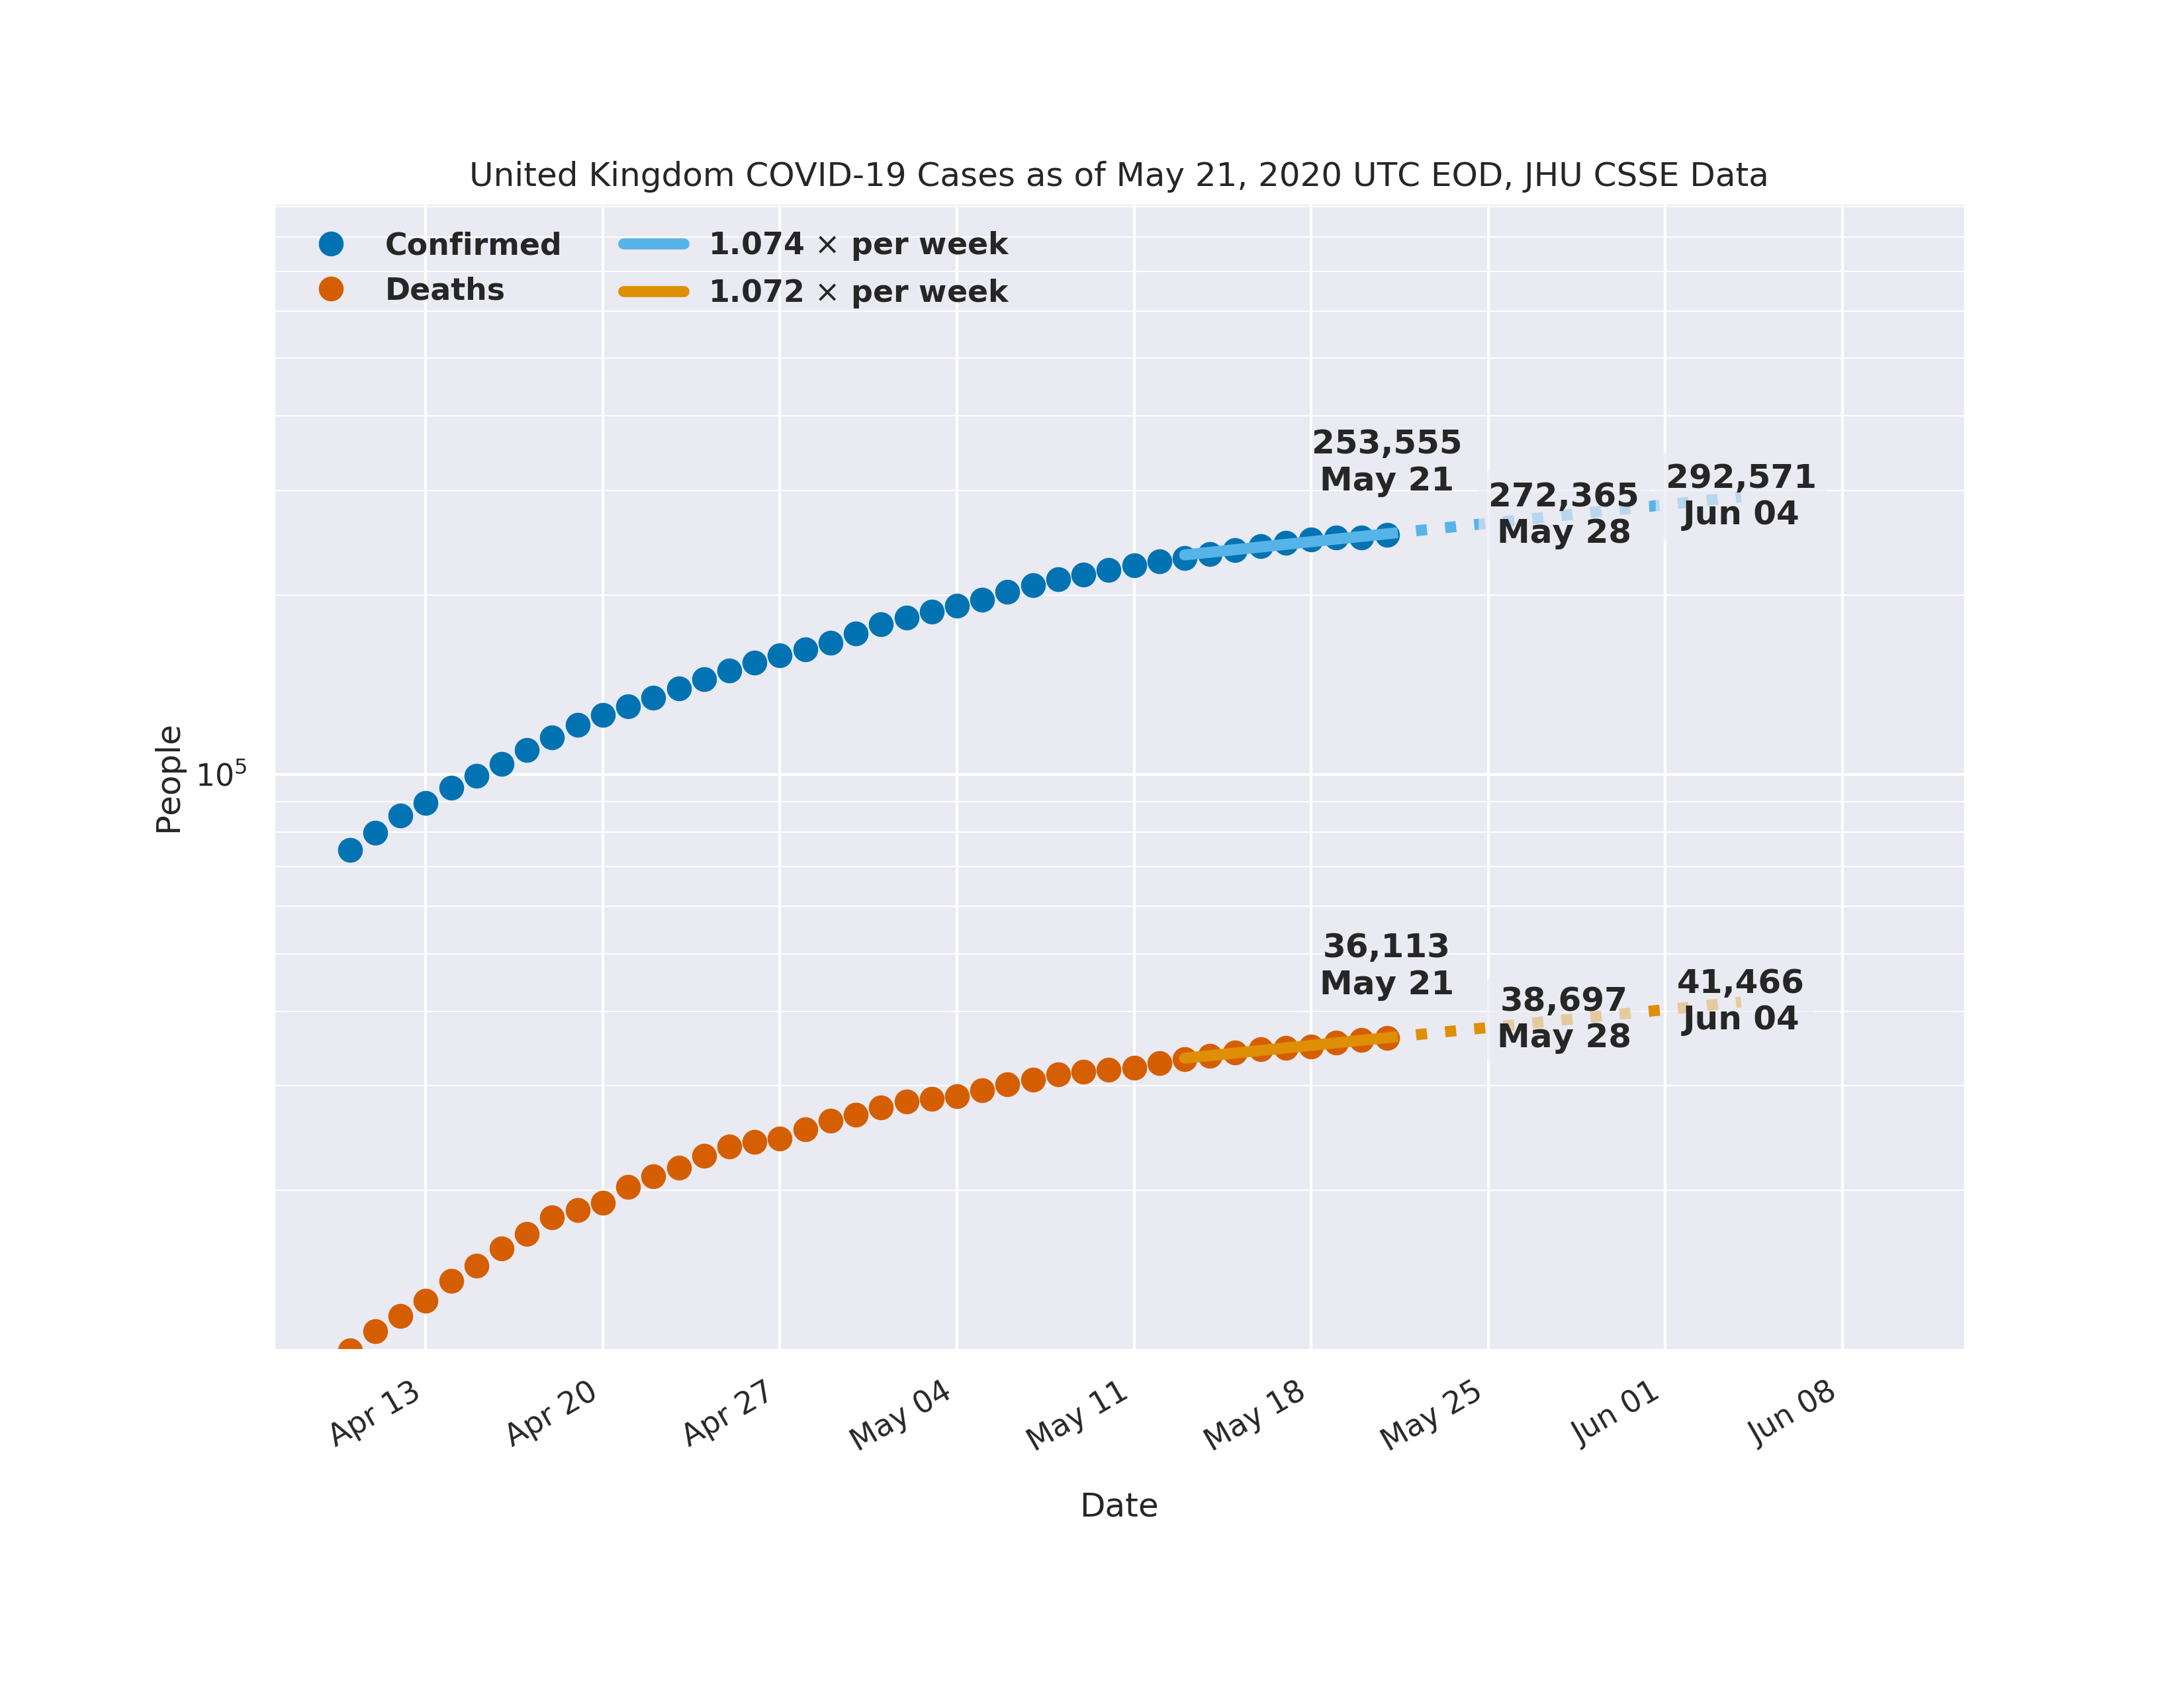 United Kingdom COVID-19 Cases as of May 21, 2020 UTC EOD, JHU CSSE Data
Confirmed
Deaths
1.074 × per week
1.072 × per week
253,555
May 21
272,365
May 28
292,571
Jun 04
People
10⁵
36,113
May 21
38,697
May 28
41,466
Jun 04
Apr 13
Apr 20
Apr 27
May 04
May 11
May 18
May 25
Jun 01
Jun 08
Date